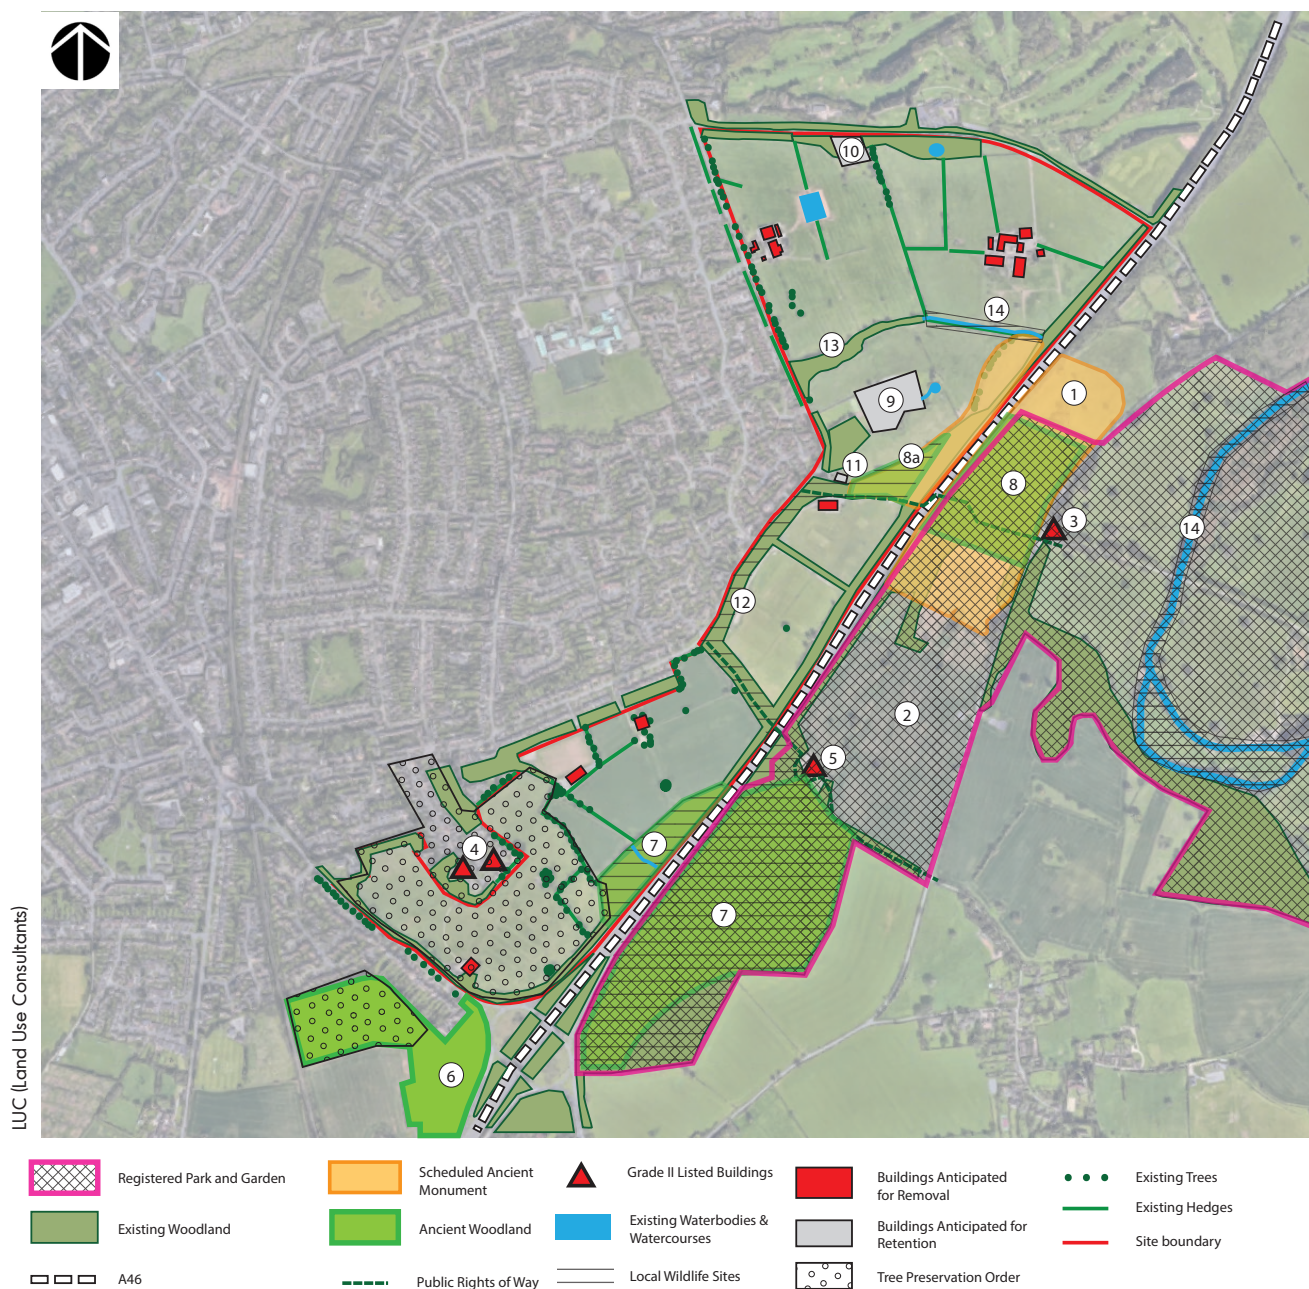 10
14
13
1
9
8a
11
8
3
14
12
2
5
4
7
7
6
LUC (Land Use Consultants)
Registered Park and Garden
Scheduled Ancient
Monument
Grade II Listed Buildings
Buildings Anticipated
for Removal
Existing Trees
Existing Woodland
Ancient Woodland
Existing Waterbodies &
Watercourses
Buildings Anticipated for
Retention
Existing Hedges
Site boundary
A46
Public Rights of Way
Local Wildlife Sites
Tree Preservation Order